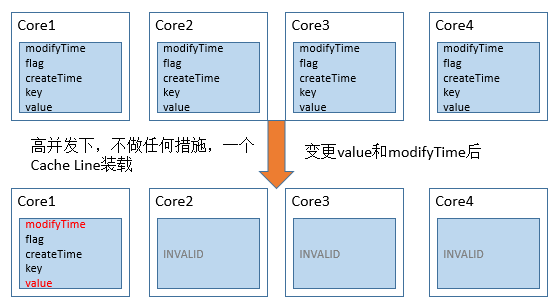 Core1
modifyTime
flag
createTime
key
value
Core2
modifyTime
flag
createTime
key
value
Core3
modifyTime
flag
createTime
key
value
Core4
modifyTime
flag
createTime
key
value
高并发下，不做任何措施，一个
Cache Line装载
变更value和modifyTime后
Core1
modifyTime
flag
createTime
key
value
Core2
INVALID
Core3
INVALID
Core4
INVALID